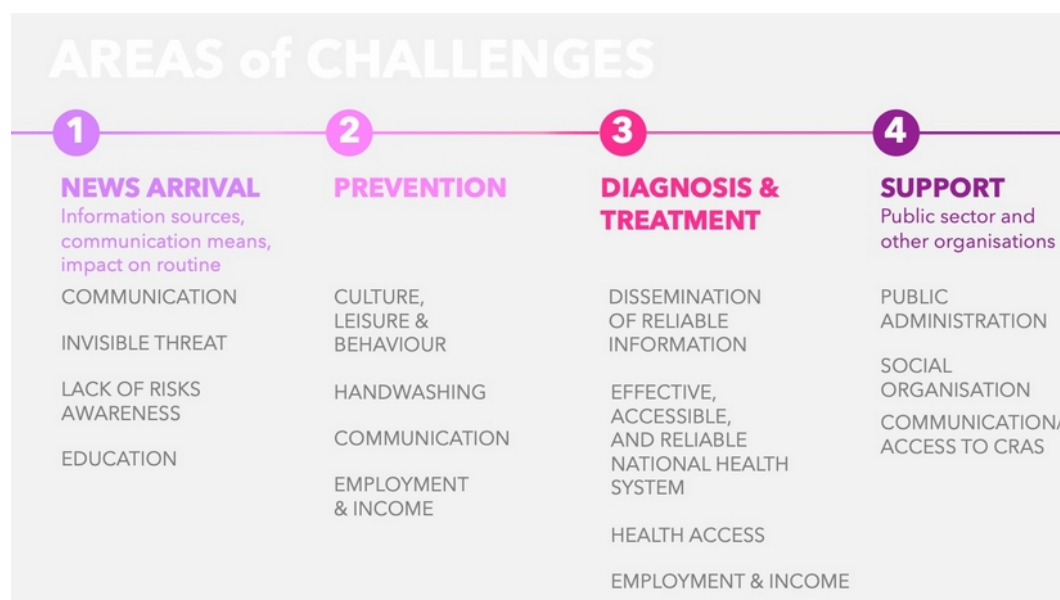 AREAS of CHALLENGES
1
NEWS ARRIVAL
Information sources,
communication means,
impact on routine
COMMUNICATION
INVISIBLE THREAT
LACK OF RISKS
AWARENESS
EDUCATION
2
PREVENTION
CULTURE,
LEISURE &
BEHAVIOUR
HANDWASHING
COMMUNICATION
EMPLOYMENT
& INCOME
3
DIAGNOSIS &
TREATMENT
DISSEMINATION
OF RELIABLE
INFORMATION
EFFECTIVE,
ACCESSIBLE,
AND RELIABLE
NATIONAL HEALTH
SYSTEM
HEALTH ACCESS
EMPLOYMENT & INCOME
4
SUPPORT
Public sector and
other organisations
PUBLIC
ADMINISTRATION
SOCIAL
ORGANISATION
COMMUNICATIONA
ACCESS TO CRAS